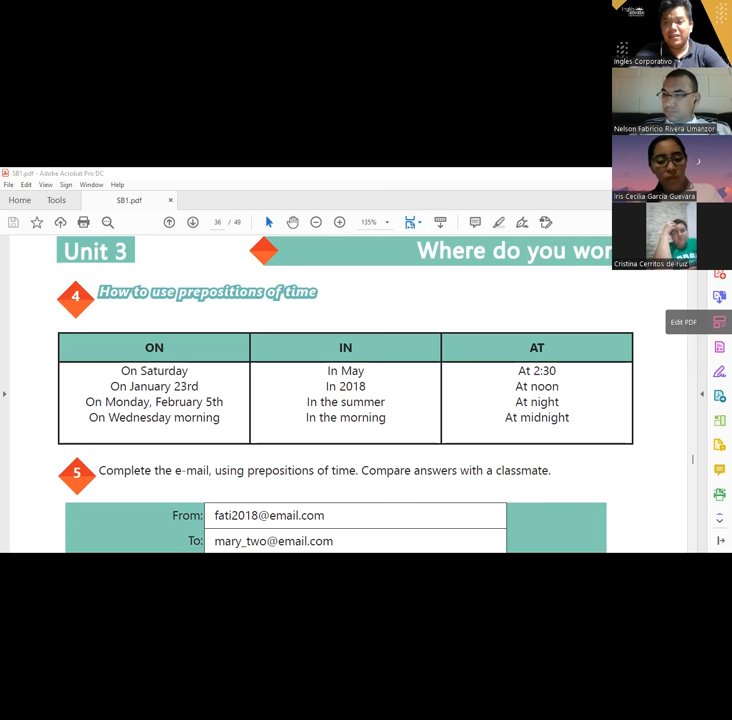 Ingles Corporativo
Nelson Fabricio Rivera Umanzor
Iris Cecilia Garcia Guevara
Cristina Cerritos de ruiz
SB1.pdf - Adobe Acrobat Pro DC
File Edit View Sign Window Help
Home Tools SB1.pdf ×
36 / 49 135%
Edit PDF
Unit 3 Where do you wor
4 How to use prepositions of time
ON IN AT
On Saturday In May At 2:30
On January 23rd In 2018 At noon
On Monday, February 5th In the summer At night
On Wednesday morning In the morning At midnight
5 Complete the e-mail, using prepositions of time. Compare answers with a classmate.
From: fati2018@email.com
To: mary_two@email.com